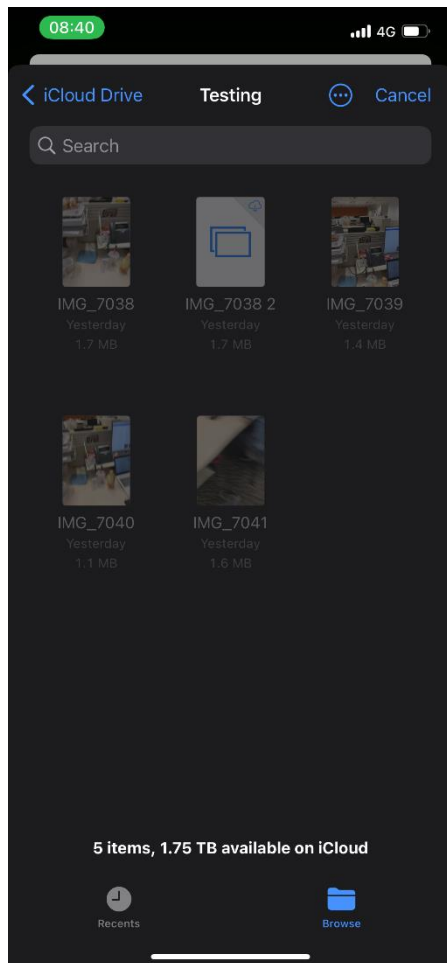 08:40
4G
iCloud Drive
Testing
Cancel
Search
IMG_7038
Yesterday
1.7 MB
IMG_7038 2
Yesterday
1.7 MB
IMG_7039
Yesterday
1.4 MB
IMG_7040
Yesterday
1.1 MB
IMG_7041
Yesterday
1.6 MB
5 items, 1.75 TB available on iCloud
Recents
Browse